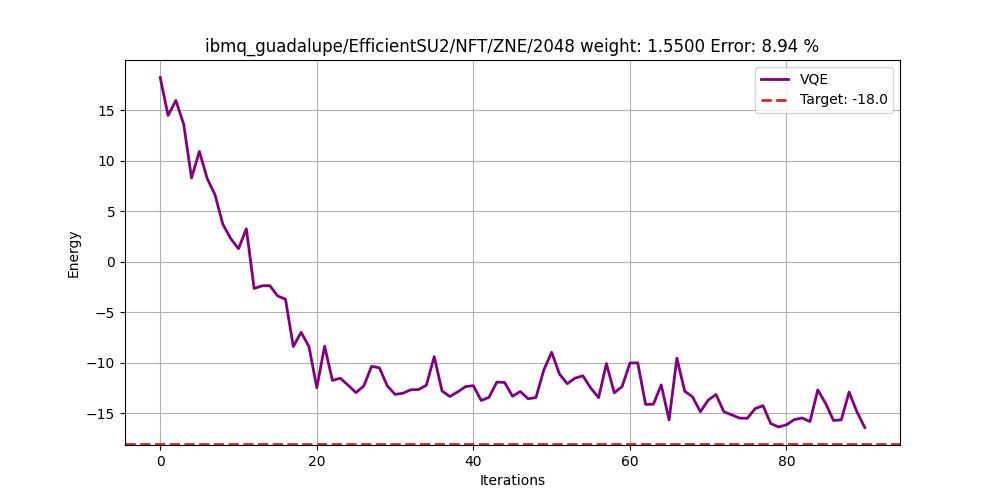 ibmq_guadalupe/EfficientSU2/NFT/ZNE/2048 weight: 1.5500 Error: 8.94 %
VQE
Target: -18.0
15
10
5
0
−5
−10
−15
Energy
0 20 40 60 80
Iterations